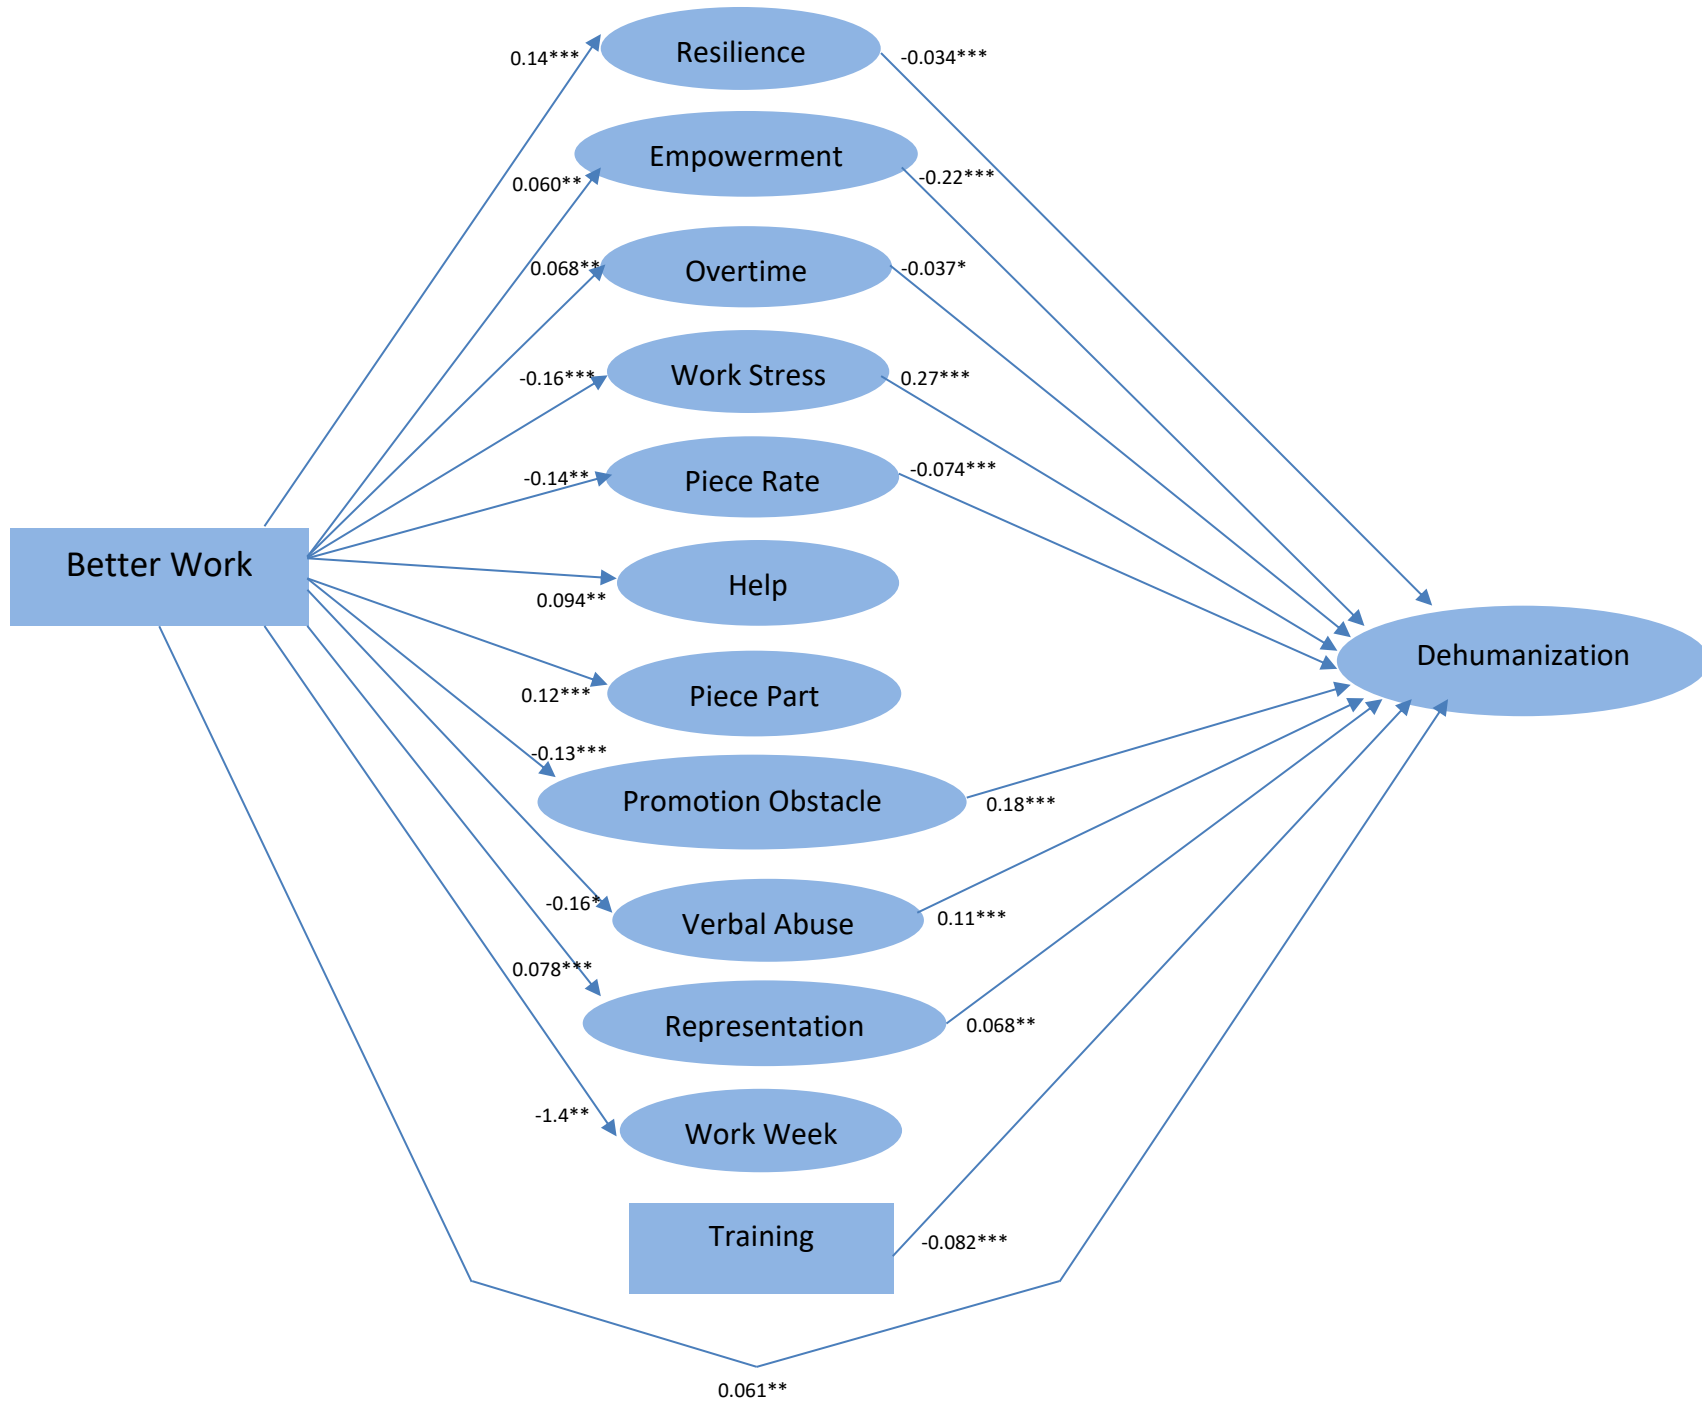 Resilience
0.14***
-0.034***
Empowerment
0.060**
-0.22***
Overtime
0.068**
-0.037*
Work Stress
-0.16***
0.27***
Piece Rate
-0.14**
-0.074***
Better Work
Help
0.094**
Dehumanization
Piece Part
0.12***
-0.13***
Promotion Obstacle
0.18***
Verbal Abuse
-0.16*
0.11***
0.078***
Representation
0.068**
-1.4**
Work Week
Training
-0.082***
0.061**